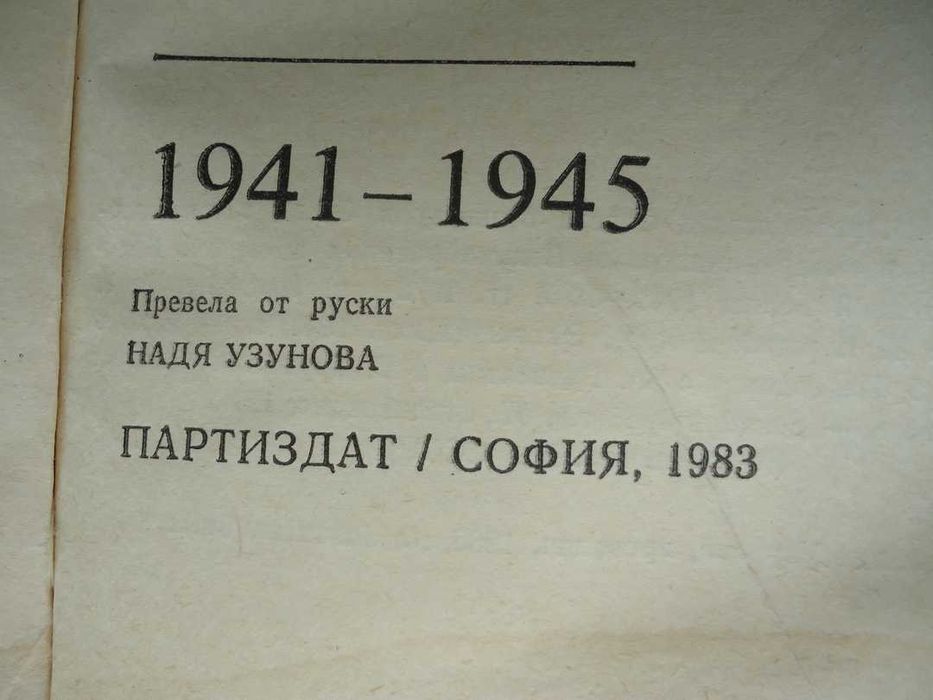 1941 – 1945
Превела от руски
НАДЯ УЗУНОВА
ПАРТИЗДАТ / СОФИЯ, 1983